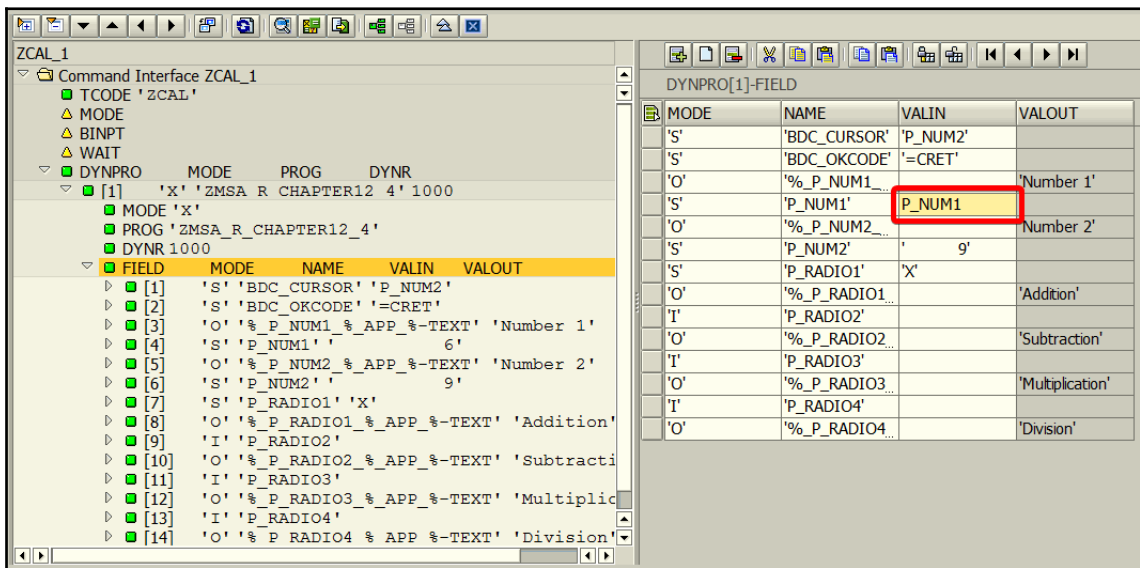 ZCAL_1
Command Interface ZCAL_1
TCODE 'ZCAL'
MODE
BINPT
WAIT
DYNPRO MODE PROG DYNR
[1] 'X' 'ZMSA_R_CHAPTER12_4' 1000
MODE 'X'
PROG 'ZMSA_R_CHAPTER12_4'
DYNR 1000
FIELD MODE NAME VALIN VALOUT
[1] 'S' 'BDC_CURSOR' 'P_NUM2'
[2] 'S' 'BDC_OKCODE' '=CRET'
[3] 'O' '%_P_NUM1_%_APP_%-TEXT' 'Number 1'
[4] 'S' 'P_NUM1' ' 6'
[5] 'O' '%_P_NUM2_%_APP_%-TEXT' 'Number 2'
[6] 'S' 'P_NUM2' ' 9'
[7] 'S' 'P_RADIO1' 'X'
[8] 'O' '%_P_RADIO1_%_APP_%-TEXT' 'Addition'
[9] 'I' 'P_RADIO2'
[10] 'O' '%_P_RADIO2_%_APP_%-TEXT' 'Subtracti
[11] 'I' 'P_RADIO3'
[12] 'O' '%_P_RADIO3_%_APP_%-TEXT' 'Multiplic
[13] 'I' 'P_RADIO4'
[14] 'O' '%_P_RADIO4_%_APP_%-TEXT' 'Division'
DYNPRO[1]-FIELD
MODE NAME VALIN VALOUT
'S' 'BDC_CURSOR' 'P_NUM2'
'S' 'BDC_OKCODE' '=CRET'
'O' '%_P_NUM1_... 'Number 1'
'S' 'P_NUM1' P_NUM1
'O' '%_P_NUM2_... 'Number 2'
'S' 'P_NUM2' ' 9'
'S' 'P_RADIO1' 'X'
'O' '%_P_RADIO1... 'Addition'
'I' 'P_RADIO2'
'O' '%_P_RADIO2... 'Subtraction'
'I' 'P_RADIO3'
'O' '%_P_RADIO3... 'Multiplication'
'I' 'P_RADIO4'
'O' '%_P_RADIO4... 'Division'